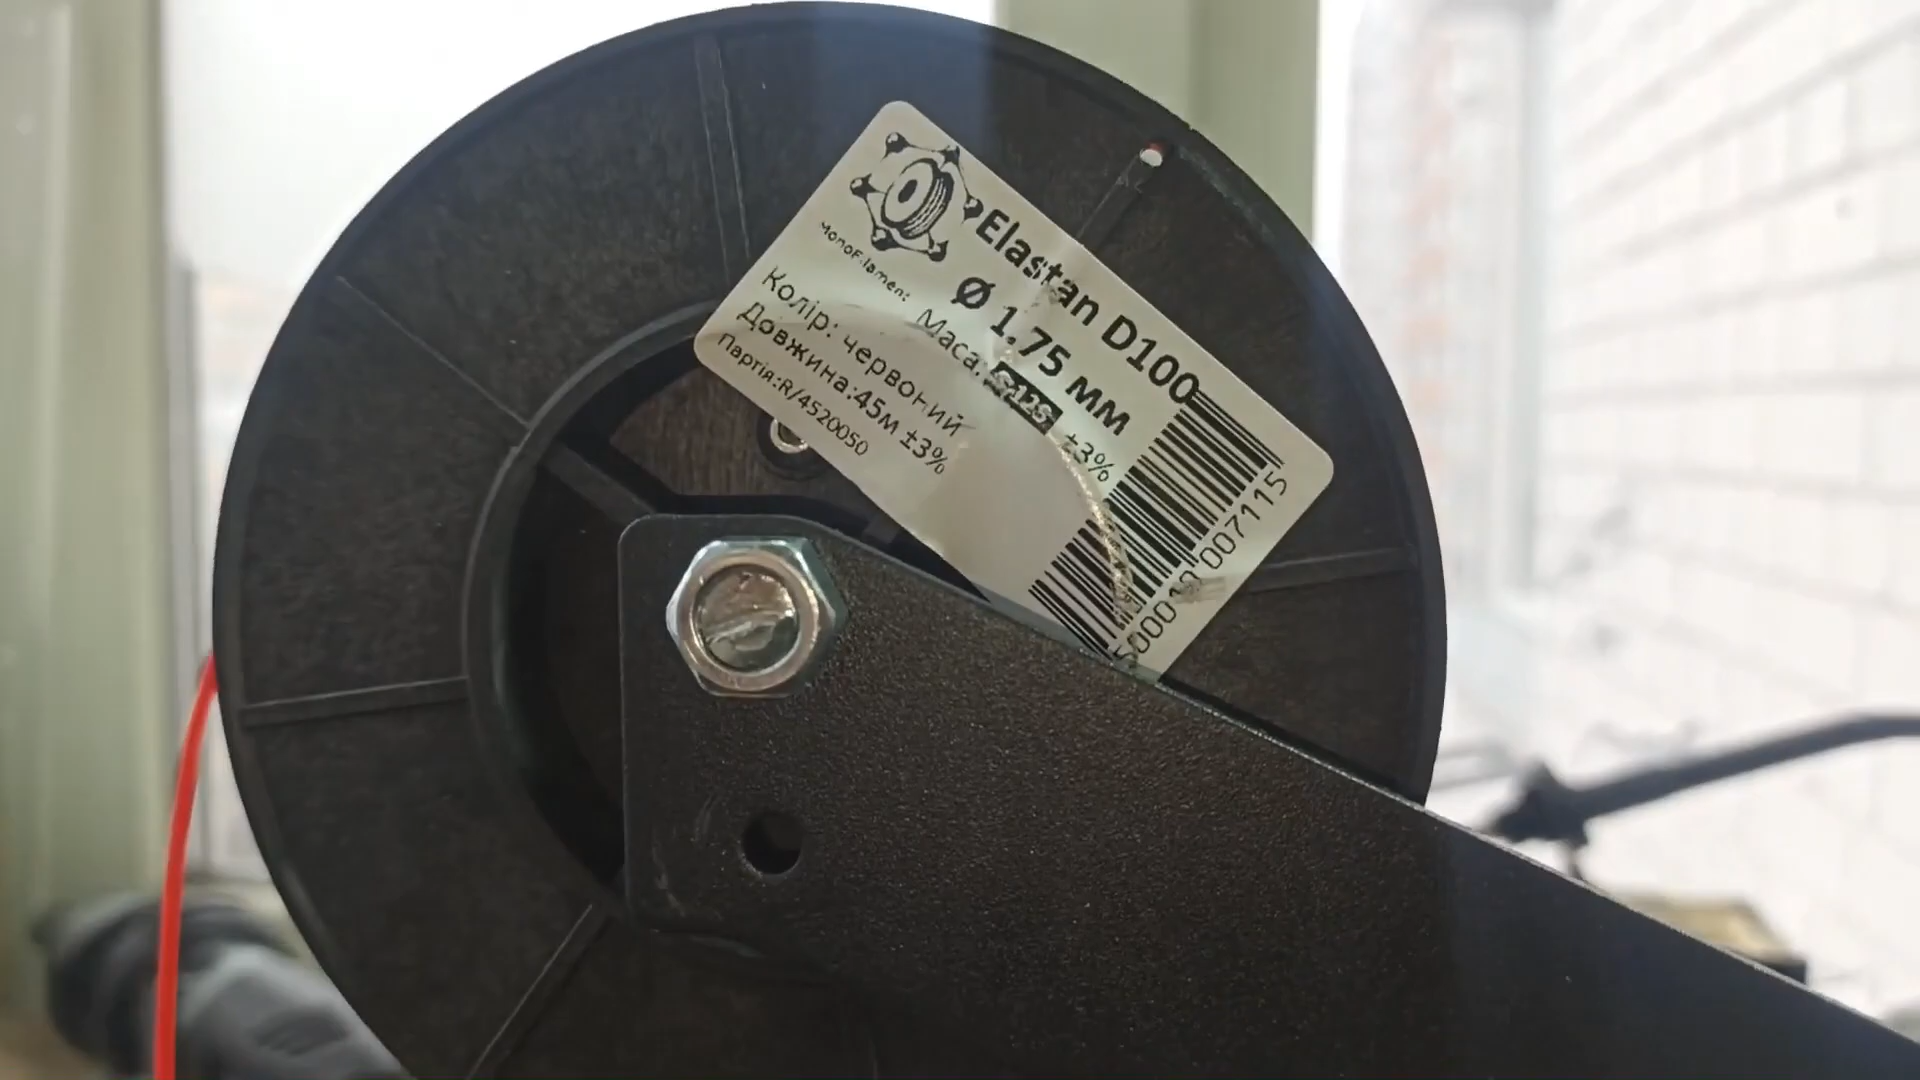 MonoFilament
Elastan D100
Ø 1.75 мм
Маса: ±3%
Колір: червоний
Довжина:45м ±3%
Партія:R/4520050
007115